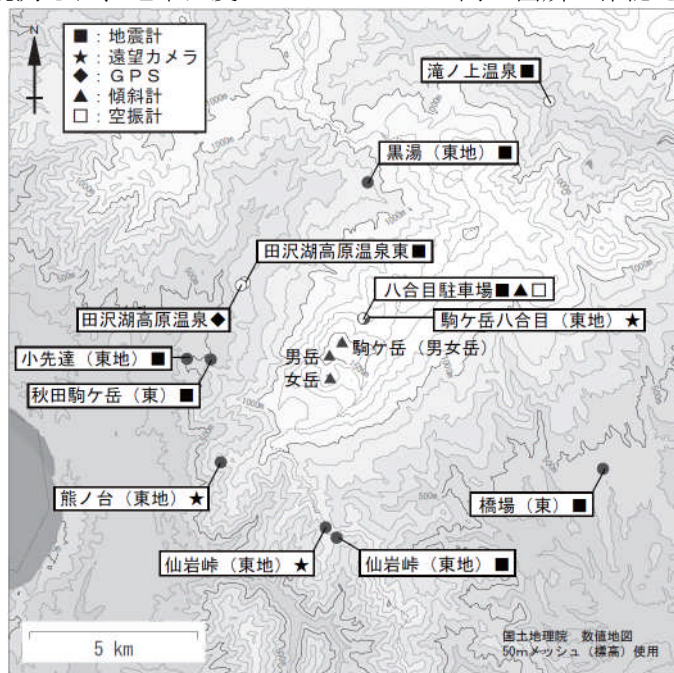 N
■：地震計
★：遠望カメラ
◆：GPS
▲：傾斜計
□：空振計
滝ノ上温泉■
黒湯（東地）■
田沢湖高原温泉東■
八合目駐車場■▲□
田沢湖高原温泉◆
駒ケ岳八合目（東地）★
小先達（東地）■
男岳
駒ケ岳（男女岳）
女岳
秋田駒ケ岳（東）■
熊ノ台（東地）★
橋場（東）■
仙岩峠（東地）★
仙岩峠（東地）■
5 km
国土地理院 数値地図
50mメッシュ（標高）使用
1000m
1000m
1000m
1000m
500m
500m